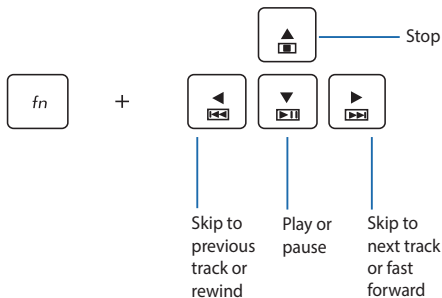 Stop
fn
+
Skip to
previous
track or
rewind
Play or
pause
Skip to
next track
or fast
forward